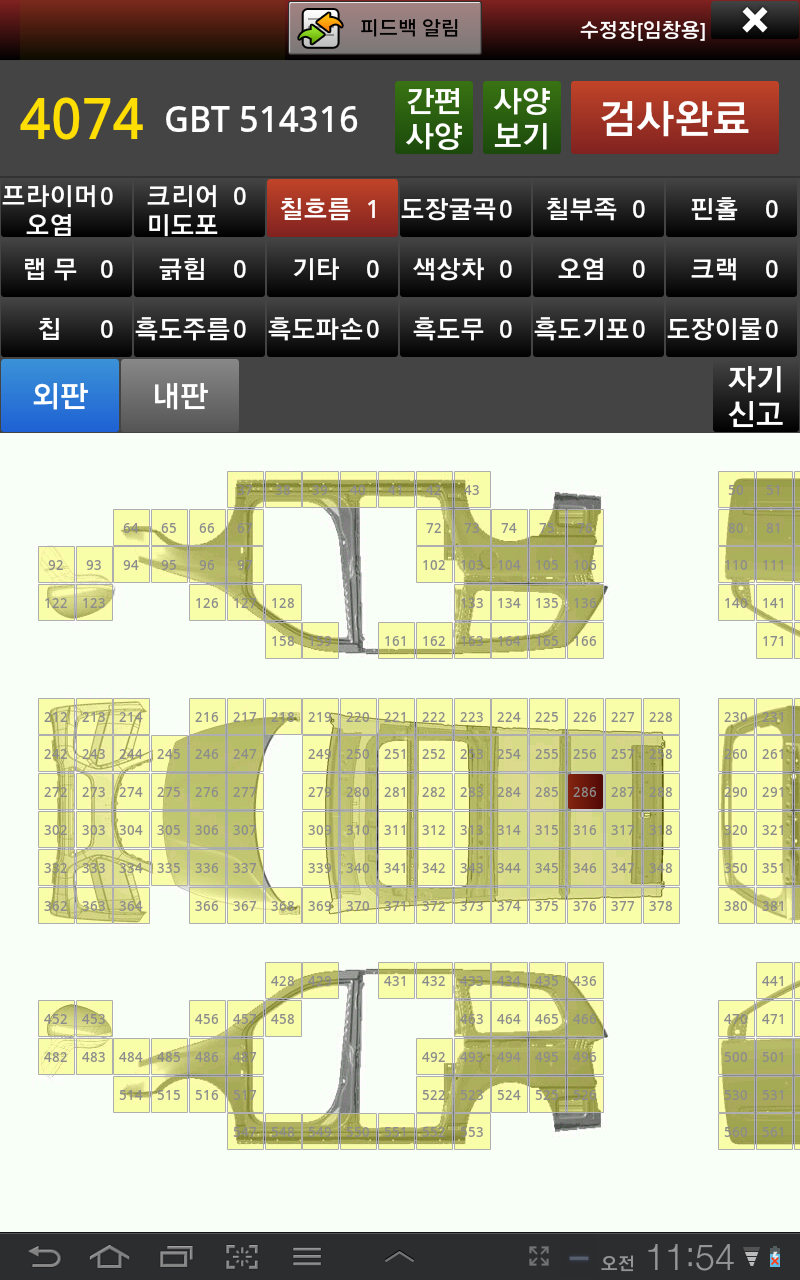 피드백 알림
수정장[임창용]
4074 GBT 514316
간편
사양
사양
보기
검사완료
프라이머 0
오염
크리어 0
미도포
칠흐름 1
도장굴곡 0
칠부족 0
핀홀 0
랩 무 0
긁힘 0
기타 0
색상차 0
오염 0
크랙 0
칩 0
흑도주름 0
흑도파손 0
흑도무 0
흑도기포 0
도장이물 0
외판
내판
자기
신고
37 38 39 40 41 42 43 50 51
64 65 66 67 72 73 74 75 76 80 81
92 93 94 95 96 97 102 103 104 105 106 110 111
122 123 126 127 128 133 134 135 136 140 141
158 159 161 162 163 164 165 166 171
212 213 214 216 217 218 219 220 221 222 223 224 225 226 227 228 230 231
242 243 244 245 246 247 249 250 251 252 253 254 255 256 257 258 260 261
272 273 274 275 276 277 279 280 281 282 283 284 285 286 287 288 290 291
302 303 304 305 306 307 309 310 311 312 313 314 315 316 317 318 320 321
332 333 334 335 336 337 339 340 341 342 343 344 345 346 347 348 350 351
362 363 364 366 367 368 369 370 371 372 373 374 375 376 377 378 380 381
428 429 431 432 433 434 435 436 441
452 453 456 457 458 463 464 465 466 470 471
482 483 484 485 486 487 492 493 494 495 496 500 501
514 515 516 517 522 523 524 525 526 530 531
547 548 549 550 551 552 553 560 561
오전 11:54